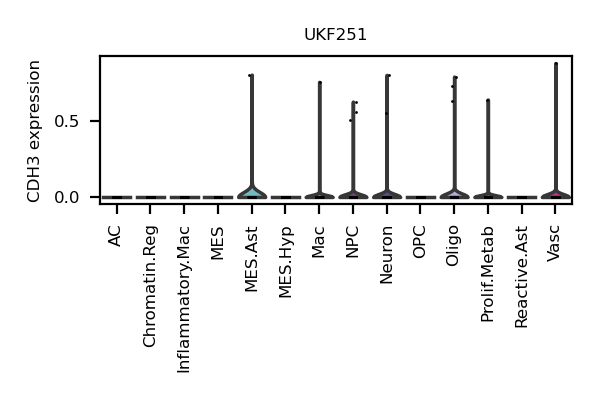 UKF251
CDH3 expression
0.5
0.0
AC
Chromatin.Reg
Inflammatory.Mac
MES
MES.Ast
MES.Hyp
Mac
NPC
Neuron
OPC
Oligo
Prolif.Metab
Reactive.Ast
Vasc